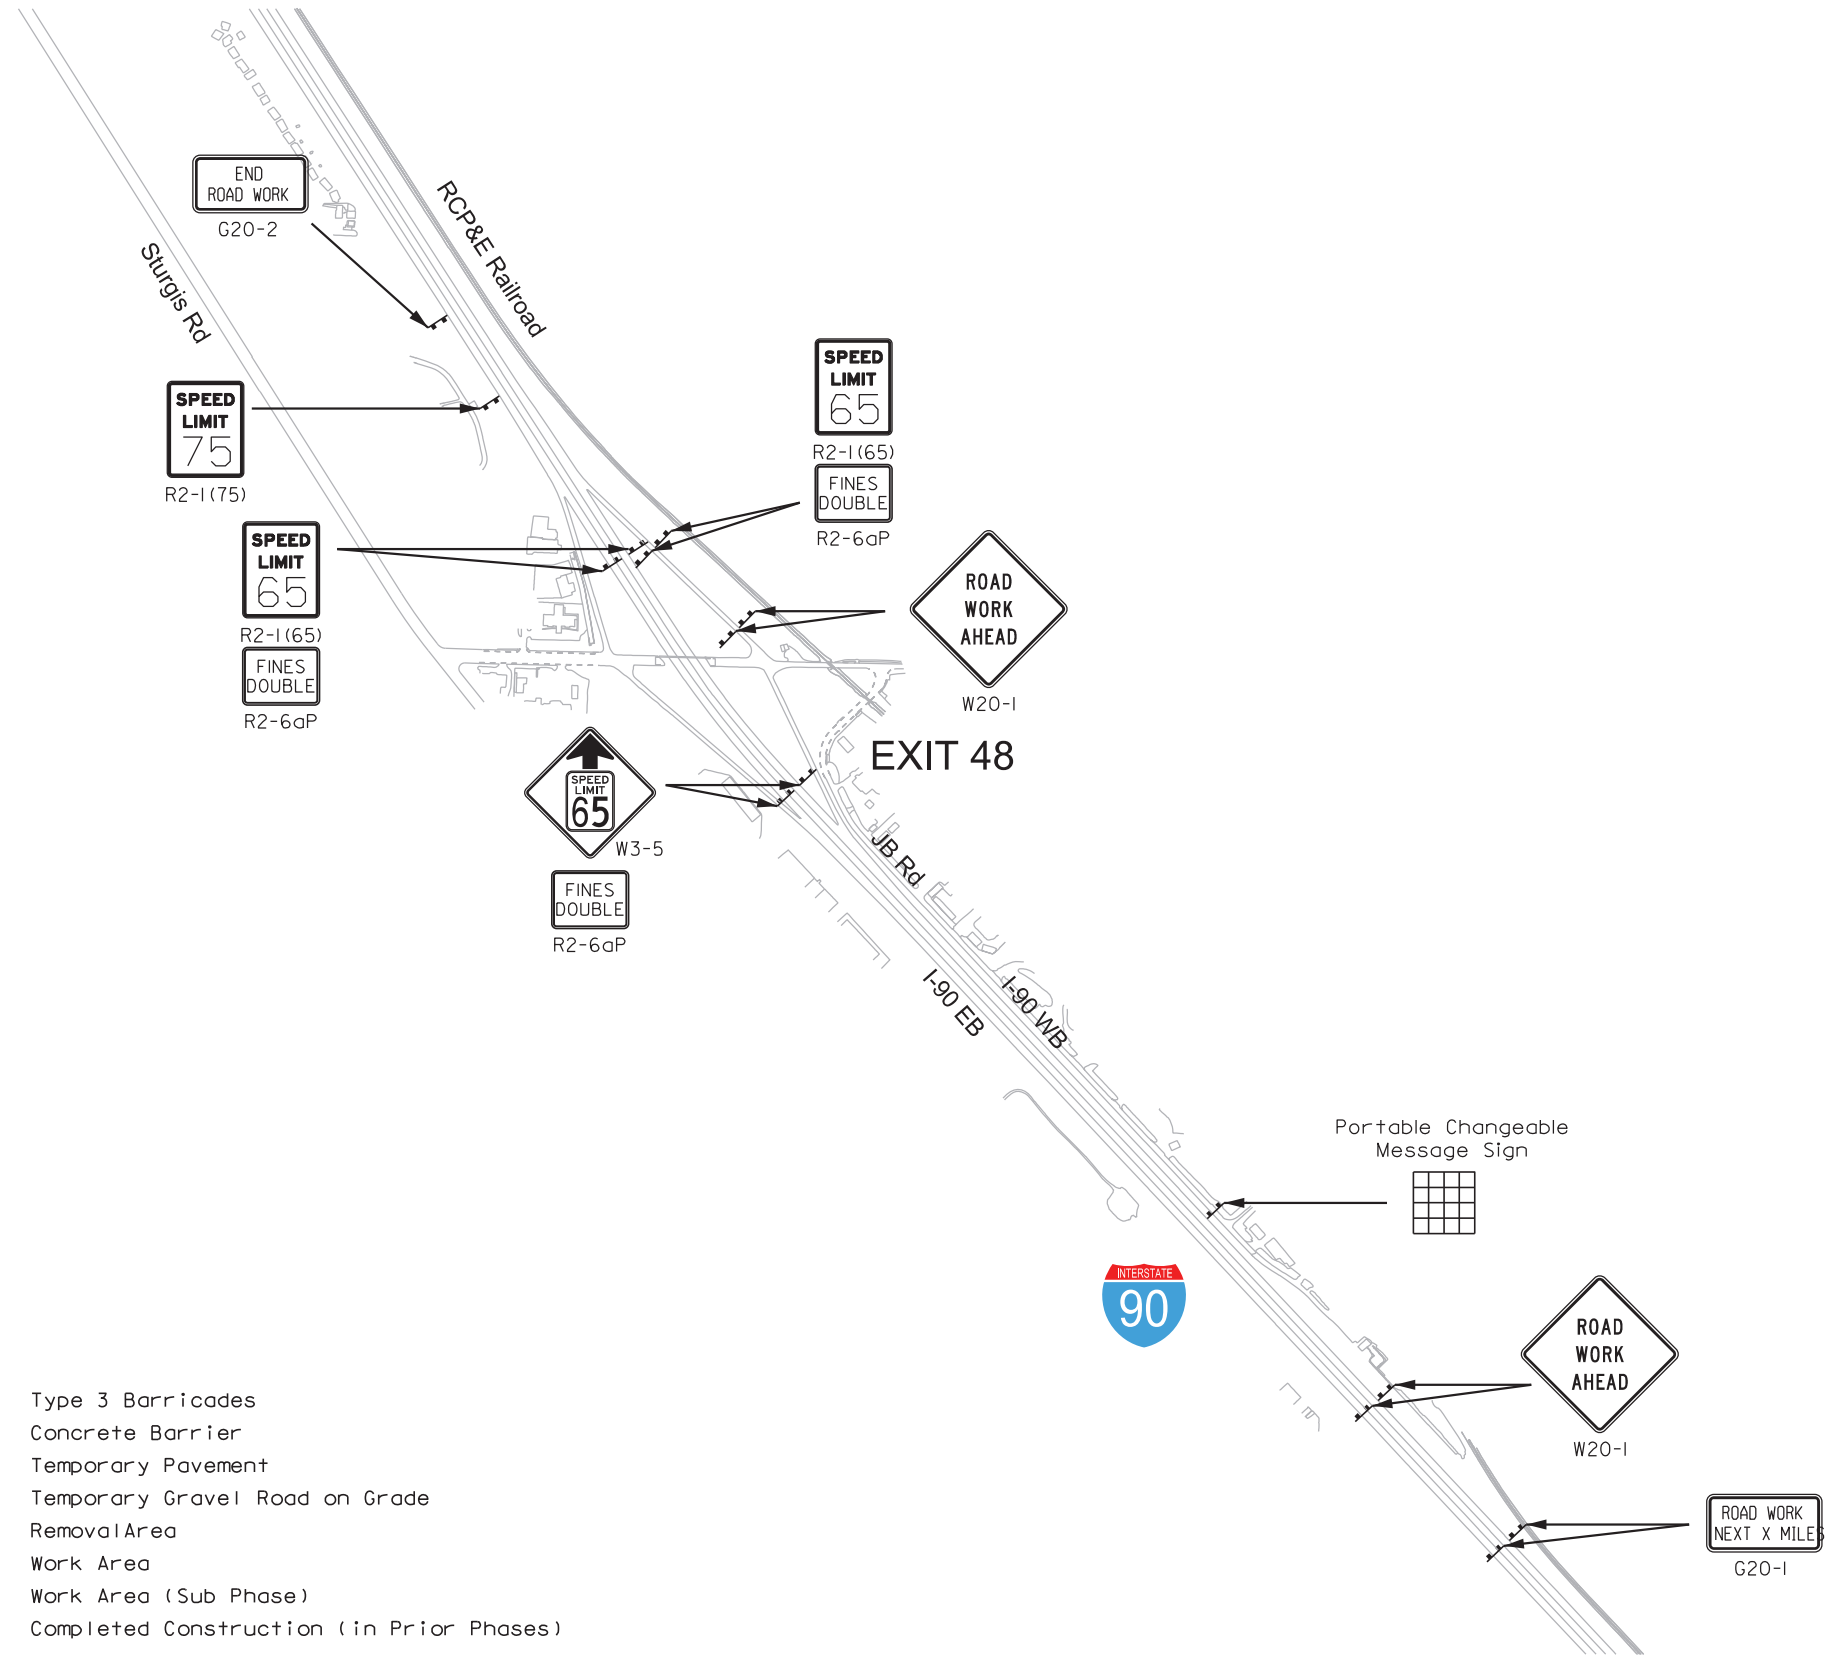 END
ROAD WORK
G20-2
RCP&E Railroad
Sturgis Rd
SPEED
LIMIT
65
R2-1(65)
FINES
DOUBLE
R2-6aP
SPEED
LIMIT
75
R2-1(75)
SPEED
LIMIT
65
R2-1(65)
FINES
DOUBLE
R2-6aP
ROAD
WORK
AHEAD
W20-1
EXIT 48
SPEED
LIMIT
65
W3-5
FINES
DOUBLE
R2-6aP
JB Rd
I-90 EB
I-90 WB
Portable Changeable
Message Sign
INTERSTATE
90
ROAD
WORK
AHEAD
W20-1
ROAD WORK
NEXT X MILES
G20-1
Type 3 Barricades
Concrete Barrier
Temporary Pavement
Temporary Gravel Road on Grade
RemovalArea
Work Area
Work Area (Sub Phase)
Completed Construction (in Prior Phases)